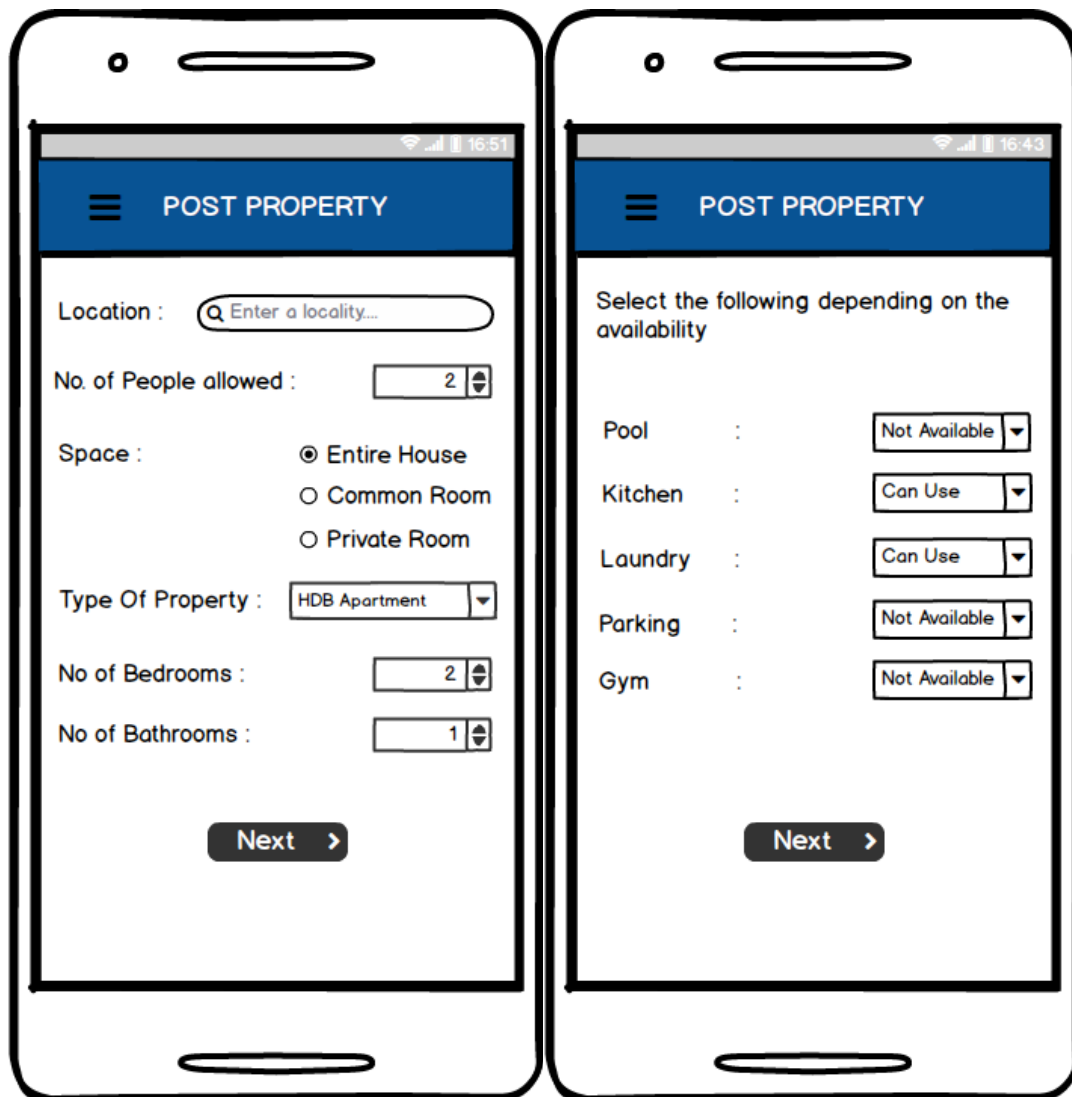 16:51
POST PROPERTY
Location :
Enter a locality....
No. of People allowed :
2
Space :
Entire House
Common Room
Private Room
Type Of Property :
HDB Apartment
No of Bedrooms :
2
No of Bathrooms :
1
Next
16:43
POST PROPERTY
Select the following depending on the
availability
Pool : Not Available
Kitchen : Can Use
Laundry : Can Use
Parking : Not Available
Gym : Not Available
Next